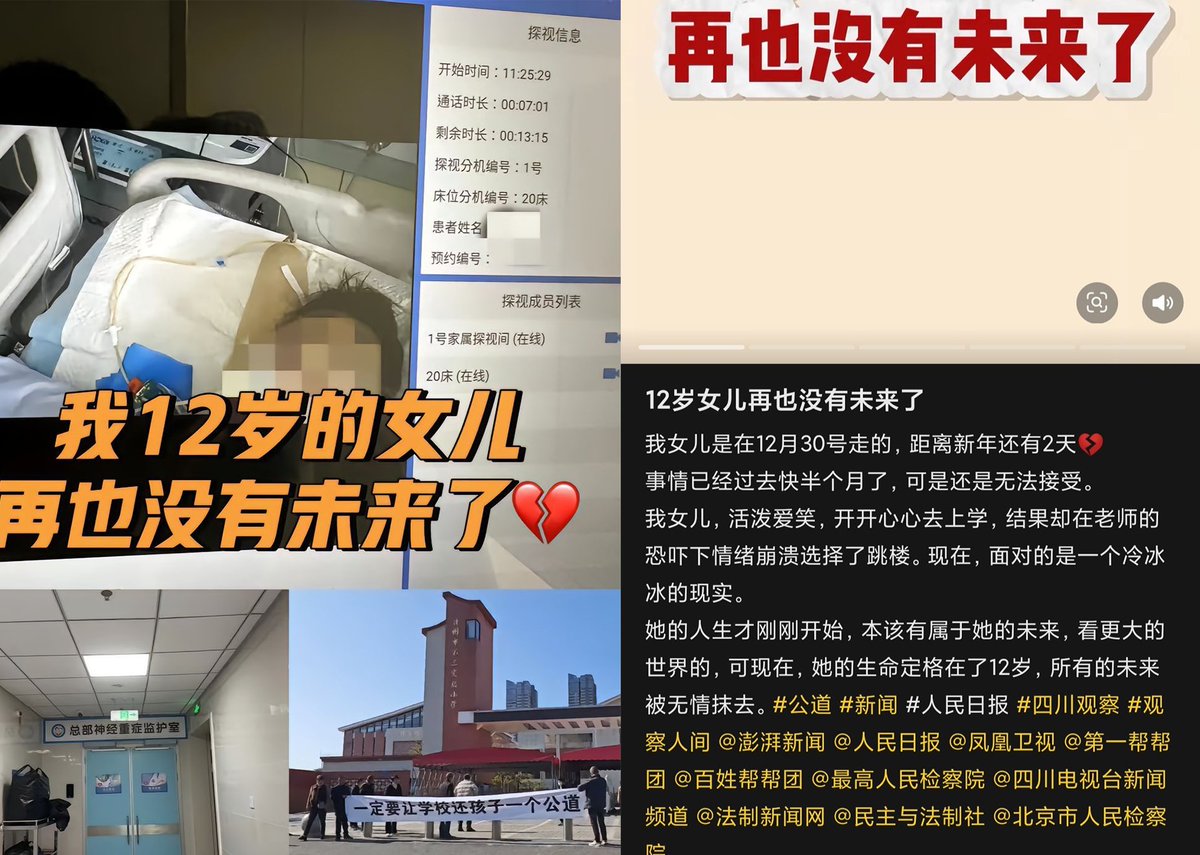 探视信息
开始时间：11:25:29
通话时长：00:07:01
剩余时长：00:13:15
探视分机编号：1号
床位分机编号：20床
患者姓名
预约编号：
探视成员列表
1号家属探视间 (在线)
20床 (在线)
我12岁的女儿
再也没有未来了💔
总部神经重症监护室
一定要让学校还孩子一个公道
再也没有未来了
12岁女儿再也没有未来了
我女儿是在12月30号走的，距离新年还有2天💔
事情已经过去快半个月了，可是还是无法接受。
我女儿，活泼爱笑，开开心心去上学，结果却在老师的
恐吓下情绪崩溃选择了跳楼。现在，面对的是一个冷冰
冰的现实。
她的人生才刚刚开始，本该有属于她的未来，看更大的
世界的，可现在，她的生命定格在了12岁，所有的未来
被无情抹去。#公道 #新闻 #人民日报 #四川观察 #观
察人间 @澎湃新闻 @人民日报 @凤凰卫视 @第一帮帮
团 @百姓帮帮团 @最高人民检察院 @四川电视台新闻
频道 @法制新闻网 @民主与法制社 @北京市人民检察
院